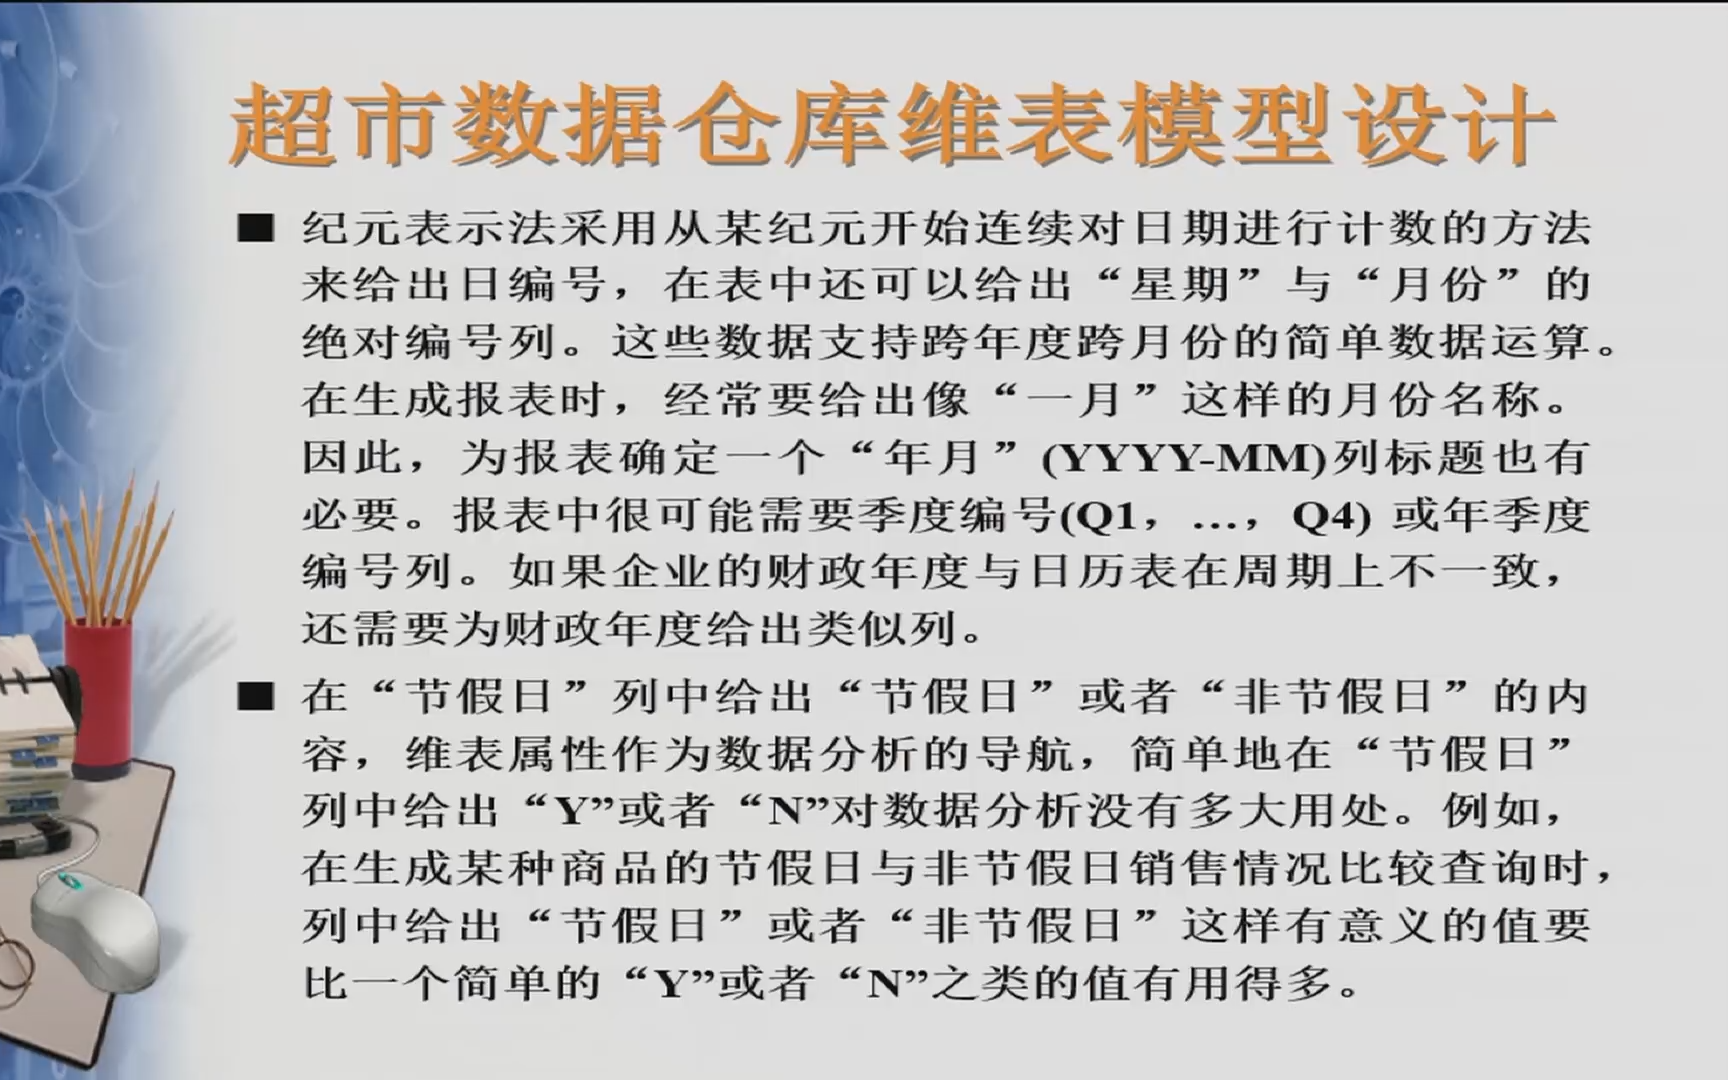 超市数据仓库维表模型设计
■ 纪元表示法采用从某纪元开始连续对日期进行计数的方法
来给出日编号，在表中还可以给出“星期”与“月份”的
绝对编号列。这些数据支持跨年度跨月份的简单数据运算。
在生成报表时，经常要给出像“一月”这样的月份名称。
因此，为报表确定一个“年月”(YYYY-MM)列标题也有
必要。报表中很可能需要季度编号(Q1，…，Q4) 或年季度
编号列。如果企业的财政年度与日历表在周期上不一致，
还需要为财政年度给出类似列。
■ 在“节假日”列中给出“节假日”或者“非节假日”的内
容，维表属性作为数据分析的导航，简单地在“节假日”
列中给出“Y”或者“N”对数据分析没有多大用处。例如，
在生成某种商品的节假日与非节假日销售情况比较查询时，
列中给出“节假日”或者“非节假日”这样有意义的值要
比一个简单的“Y”或者“N”之类的值有用得多。